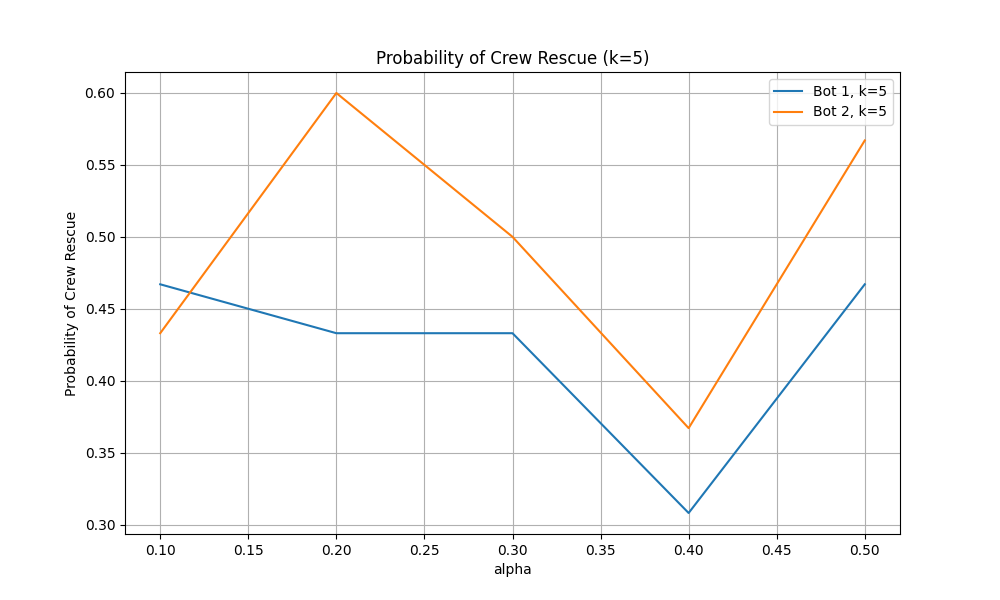 Probability of Crew Rescue (k=5)
Bot 1, k=5
Bot 2, k=5
Probability of Crew Rescue
0.60
0.55
0.50
0.45
0.40
0.35
0.30
0.10 0.15 0.20 0.25 0.30 0.35 0.40 0.45 0.50
alpha